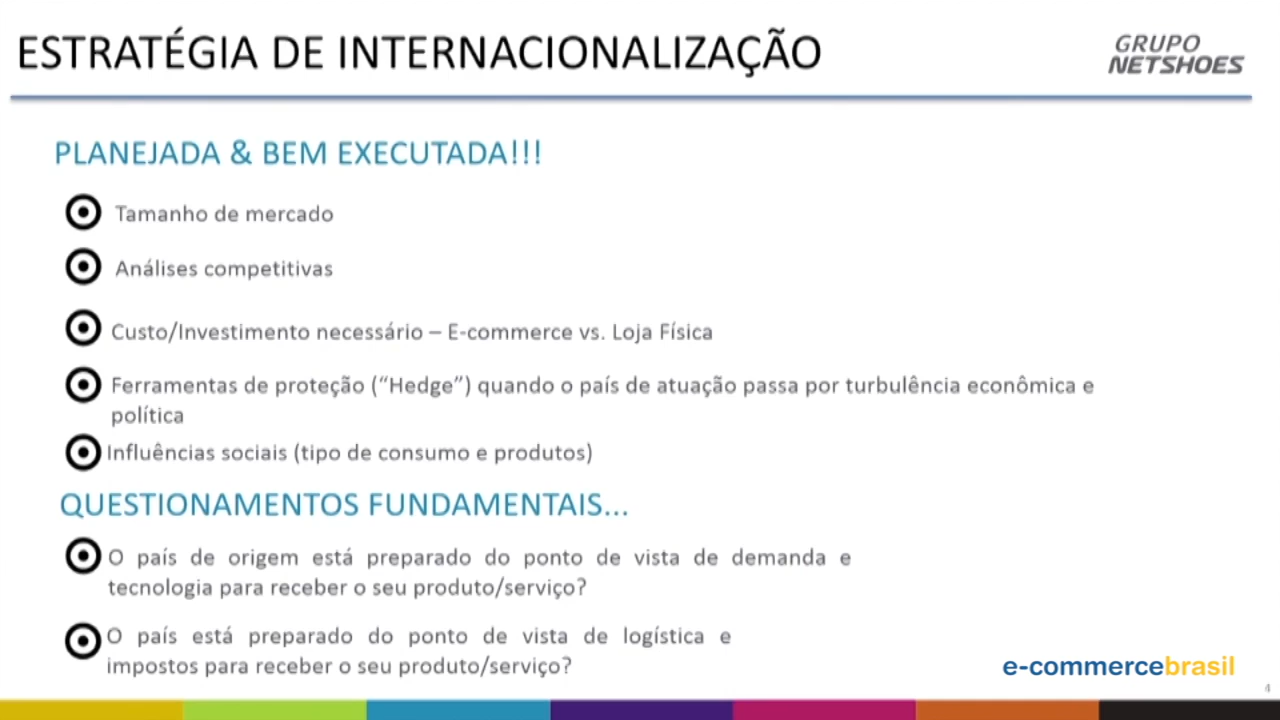 ESTRATÉGIA DE INTERNACIONALIZAÇÃO
GRUPO
NETSHOES
PLANEJADA & BEM EXECUTADA!!!
Tamanho de mercado
Análises competitivas
Custo/Investimento necessário – E-commerce vs. Loja Física
Ferramentas de proteção (“Hedge”) quando o país de atuação passa por turbulência econômica e
política
Influências sociais (tipo de consumo e produtos)
QUESTIONAMENTOS FUNDAMENTAIS...
O país de origem está preparado do ponto de vista de demanda e
tecnologia para receber o seu produto/serviço?
O país está preparado do ponto de vista de logística e
impostos para receber o seu produto/serviço?
e-commercebrasil
4